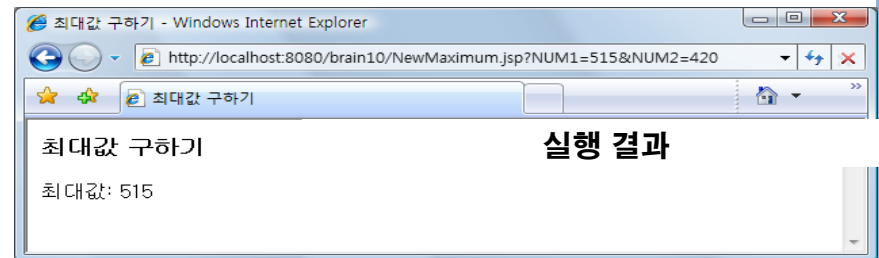 최대값 구하기 - Windows Internet Explorer
http://localhost:8080/brain10/NewMaximum.jsp?NUM1=515&NUM2=420
최대값 구하기
최대값 구하기
실행 결과
최대값: 515